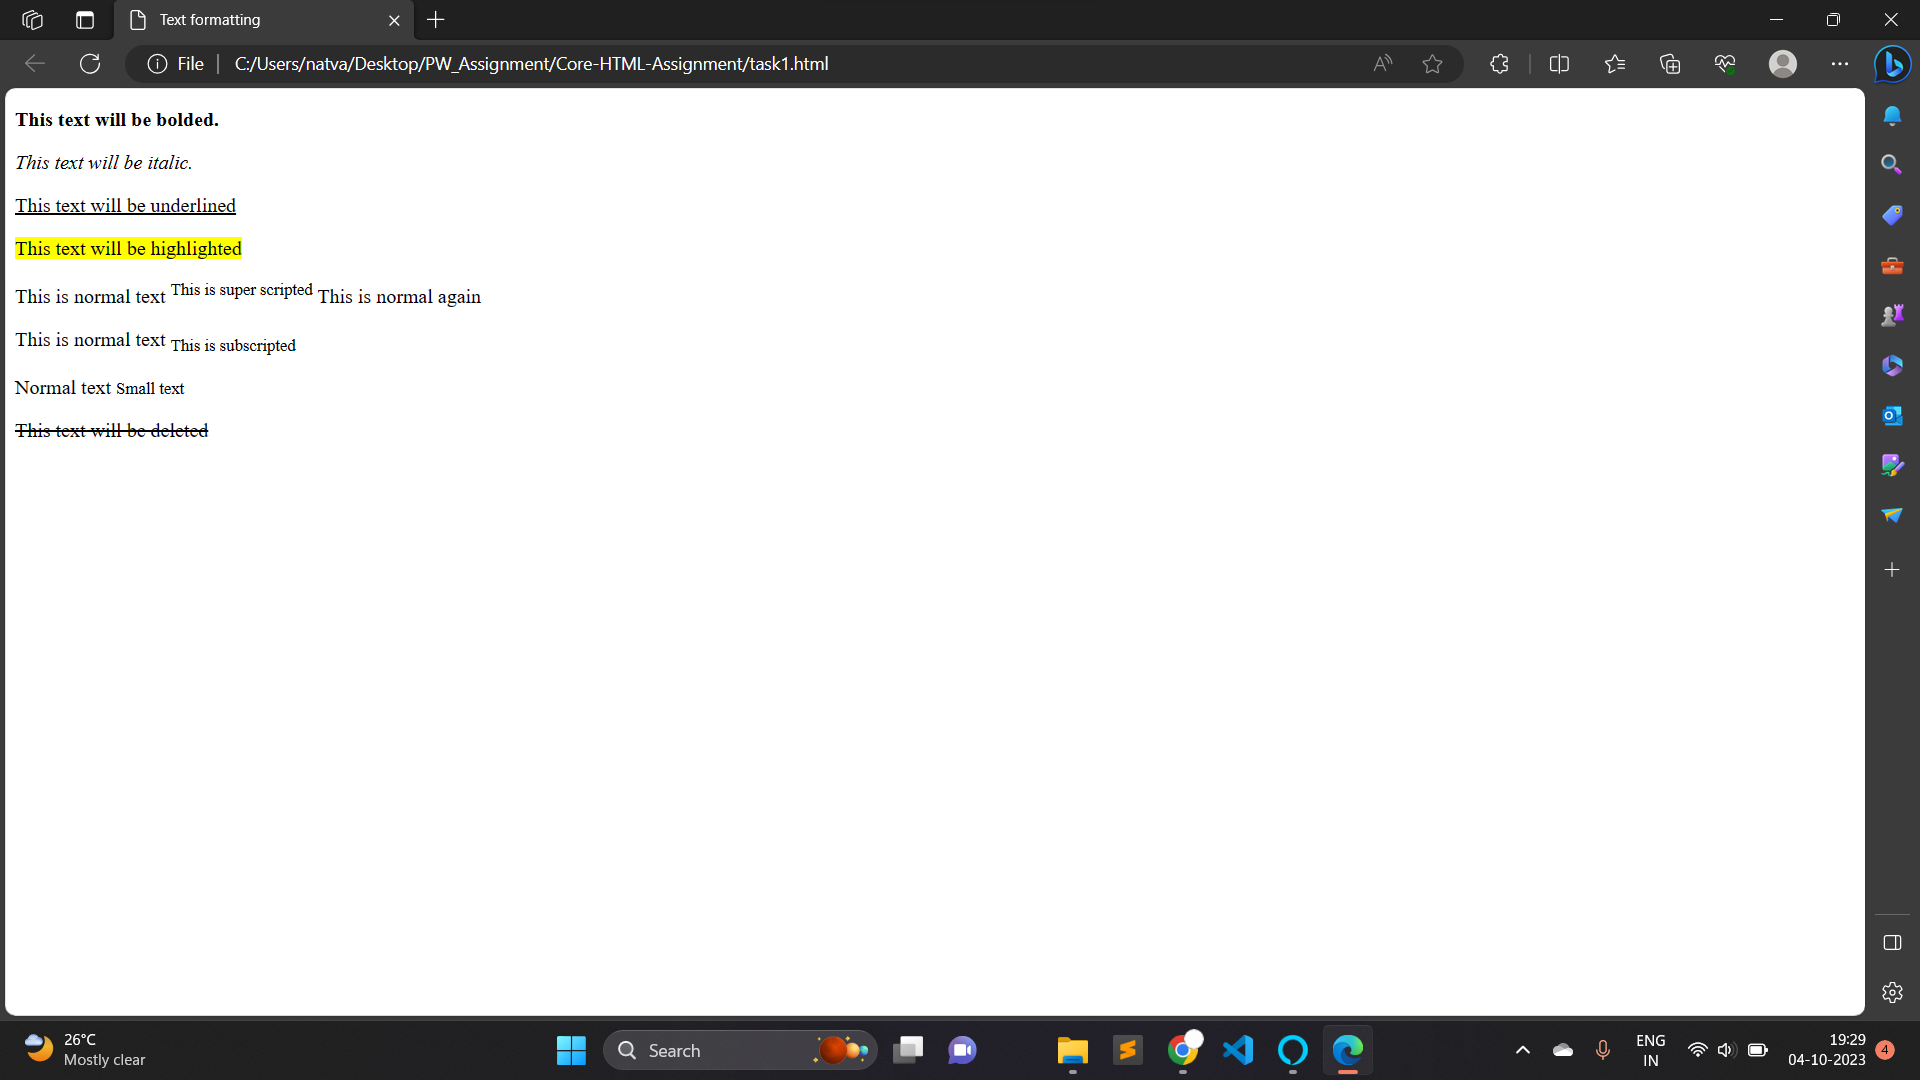 Text formatting
File
C:/Users/natva/Desktop/PW_Assignment/Core-HTML-Assignment/task1.html
This text will be bolded.
This text will be italic.
This text will be underlined
This text will be highlighted
This is normal text This is super scripted This is normal again
This is normal text This is subscripted
Normal text Small text
This text will be deleted
26°C
Mostly clear
Search
ENG
IN
19:29
04-10-2023
4